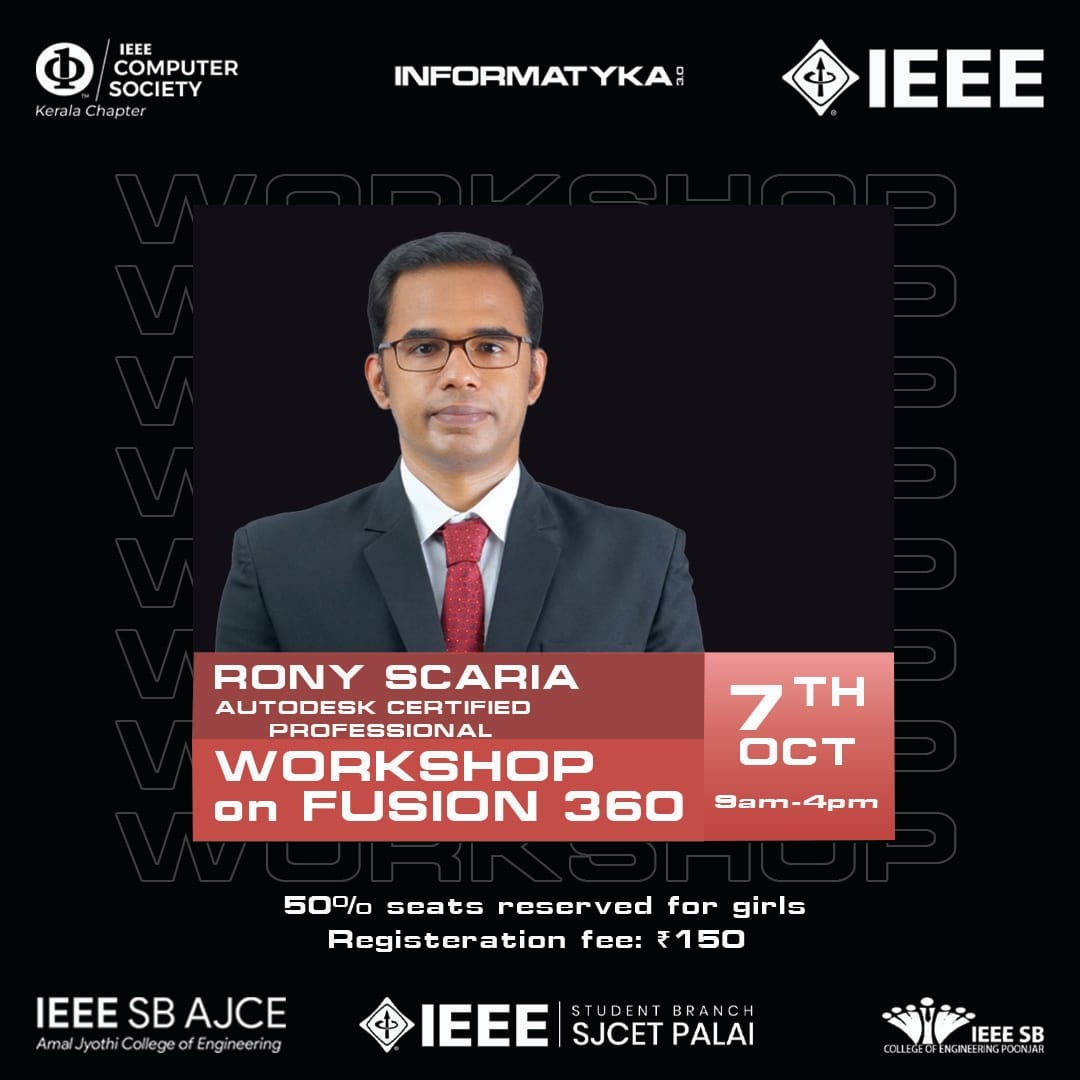 IEEE
COMPUTER
SOCIETY
Kerala Chapter
INFORMATYKA 3.0
IEEE
WORKSHOP
RONY SCARIA
AUTODESK CERTIFIED
PROFESSIONAL
WORKSHOP
on FUSION 360
7TH
OCT
9am-4pm
WORKSHOP
50% seats reserved for girls
Registeration fee: ₹150
IEEE SB AJCE
Amal Jyothi College of Engineering
IEEE
STUDENT BRANCH
SJCET PALAI
IEEE SB
COLLEGE OF ENGINEERING POONJAR